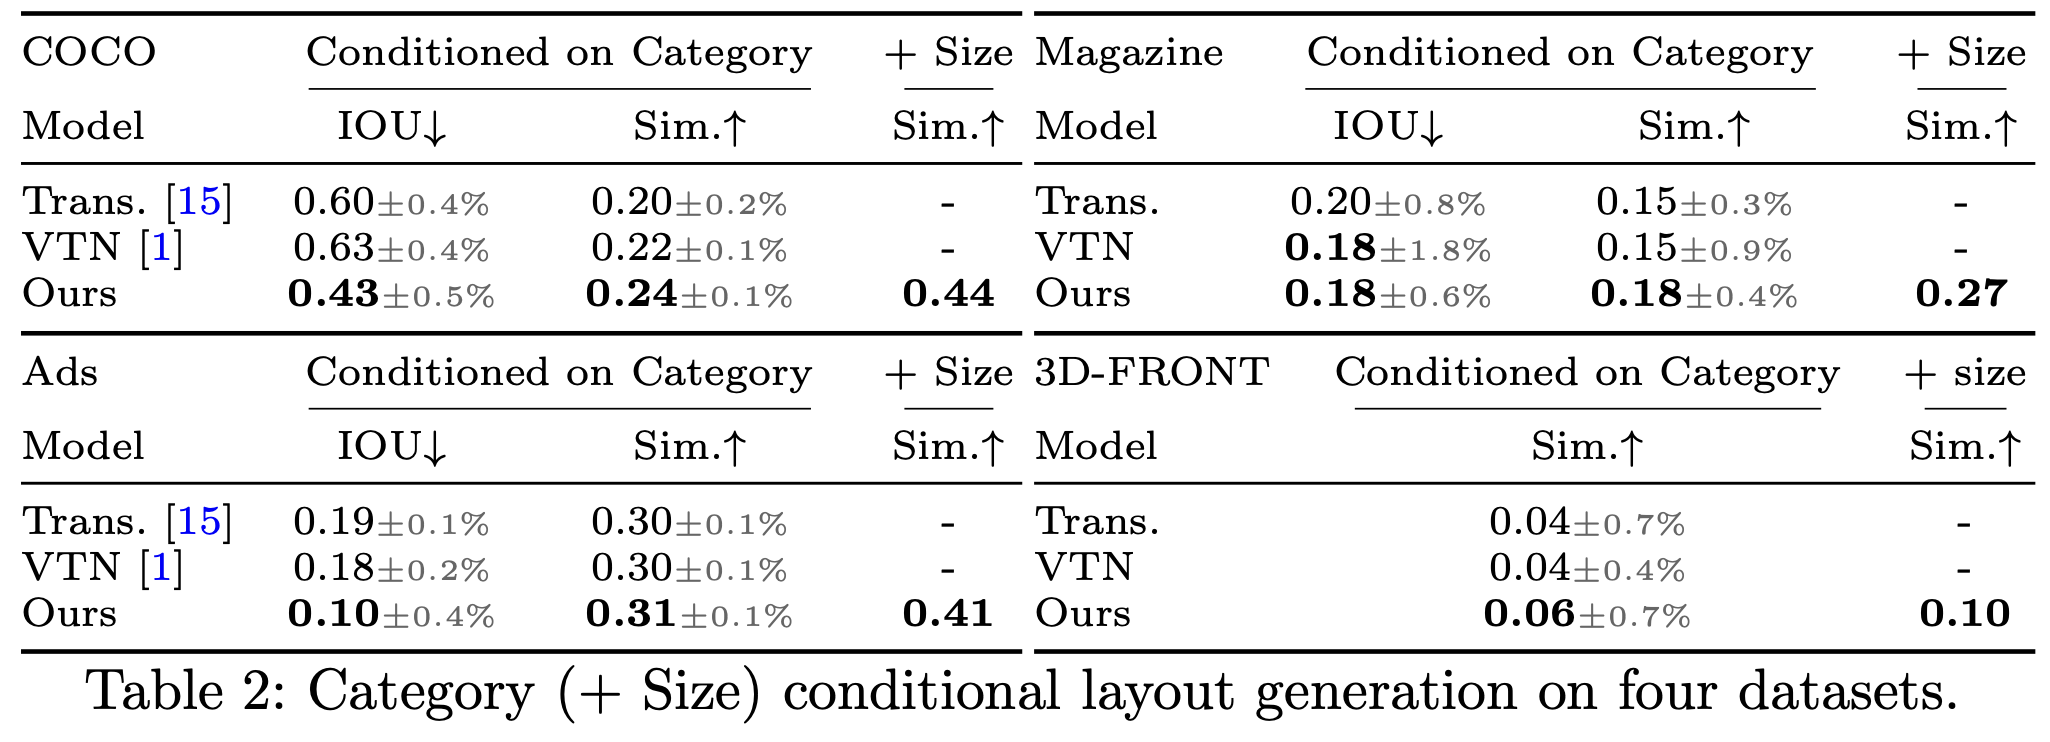 COCO Conditioned on Category + Size
Model IOU↓ Sim.↑ Sim.↑
Trans. [15] 0.60±0.4% 0.20±0.2% -
VTN [1] 0.63±0.4% 0.22±0.1% -
Ours 0.43±0.5% 0.24±0.1% 0.44
Magazine Conditioned on Category + Size
Model IOU↓ Sim.↑ Sim.↑
Trans. 0.20±0.8% 0.15±0.3% -
VTN 0.18±1.8% 0.15±0.9% -
Ours 0.18±0.6% 0.18±0.4% 0.27
Ads Conditioned on Category + Size
Model IOU↓ Sim.↑ Sim.↑
Trans. [15] 0.19±0.1% 0.30±0.1% -
VTN [1] 0.18±0.2% 0.30±0.1% -
Ours 0.10±0.4% 0.31±0.1% 0.41
3D-FRONT Conditioned on Category + size
Model Sim.↑ Sim.↑
Trans. 0.04±0.7% -
VTN 0.04±0.4% -
Ours 0.06±0.7% 0.10
Table 2: Category (+ Size) conditional layout generation on four datasets.